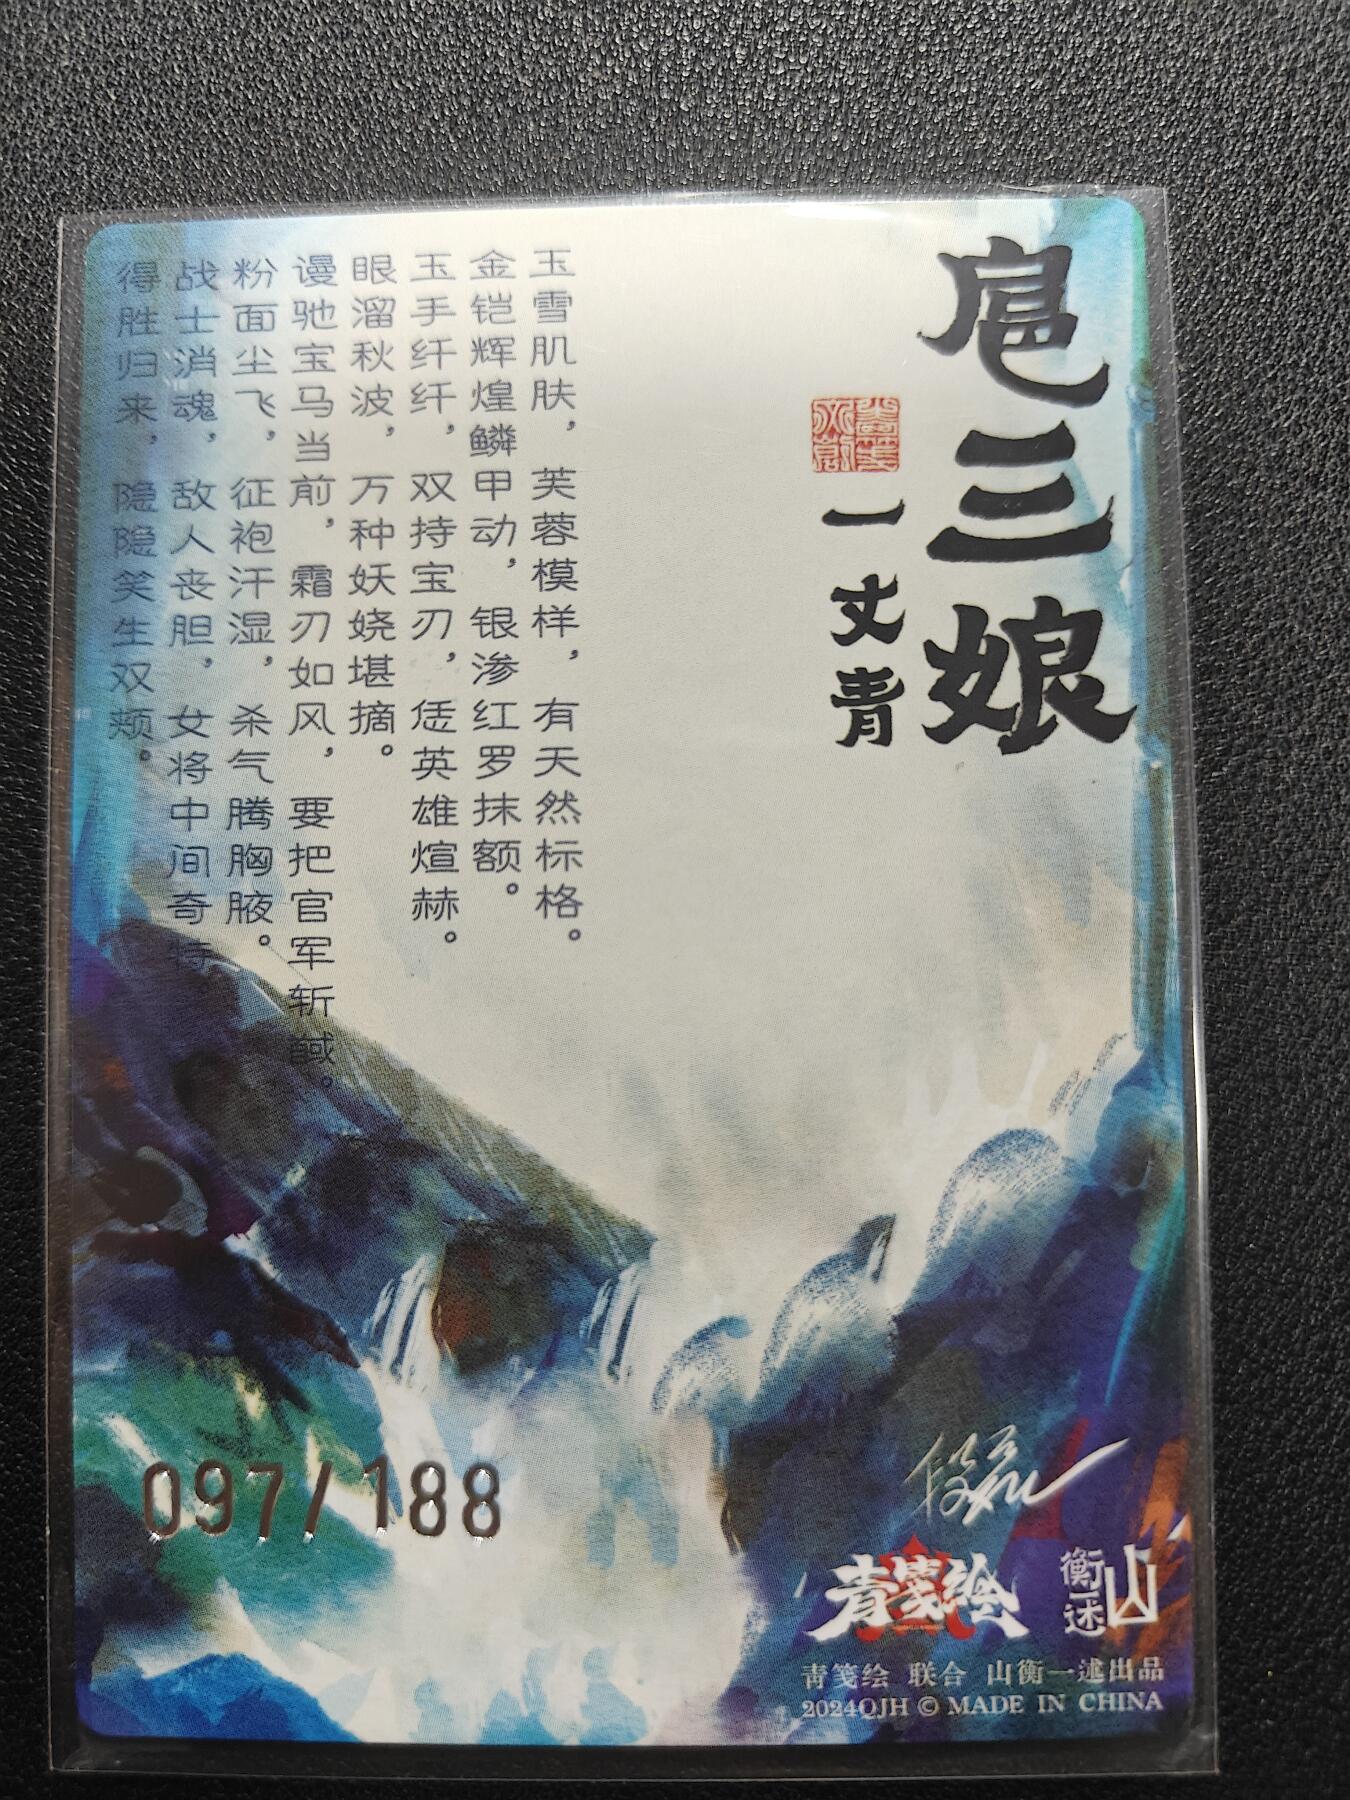 扈三娘
一丈青
玉雪肌肤，芙蓉模样，有天然标格。
金铠辉煌鳞甲动，银渗红罗抹额。
玉手纤纤，双持宝刃，恁英雄煊赫。
眼溜秋波，万种妖娆堪摘。
谩驰宝马当前，霜刃如风，要把官军斩馘。
粉面尘飞，征袍汗湿，杀气腾胸腋。
战士消魂，敌人丧胆，女将中间奇特
得胜归来，隐隐笑生双颊。
097/188
青笺绘
山衡一述
青笺绘 联合 山衡一述出品
2024QJH © MADE IN CHINA